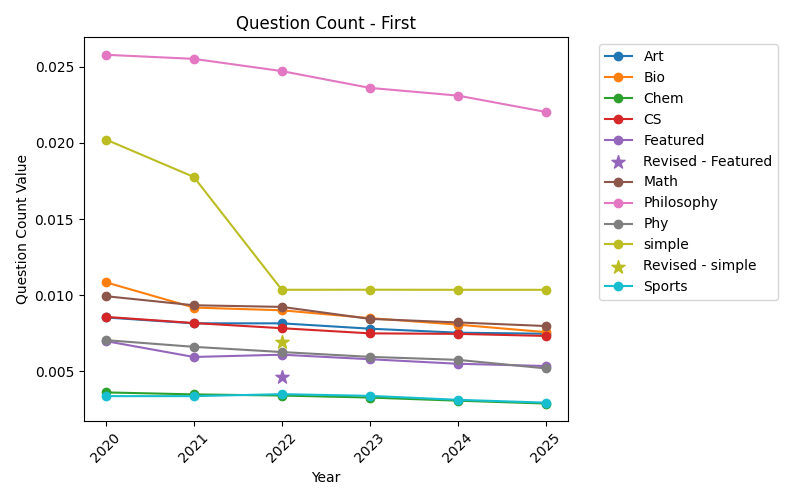 Question Count - First
0.025
0.020
0.015
0.010
0.005
Question Count Value
2020
2021
2022
2023
2024
2025
Year
Art
Bio
Chem
CS
Featured
Revised - Featured
Math
Philosophy
Phy
simple
Revised - simple
Sports